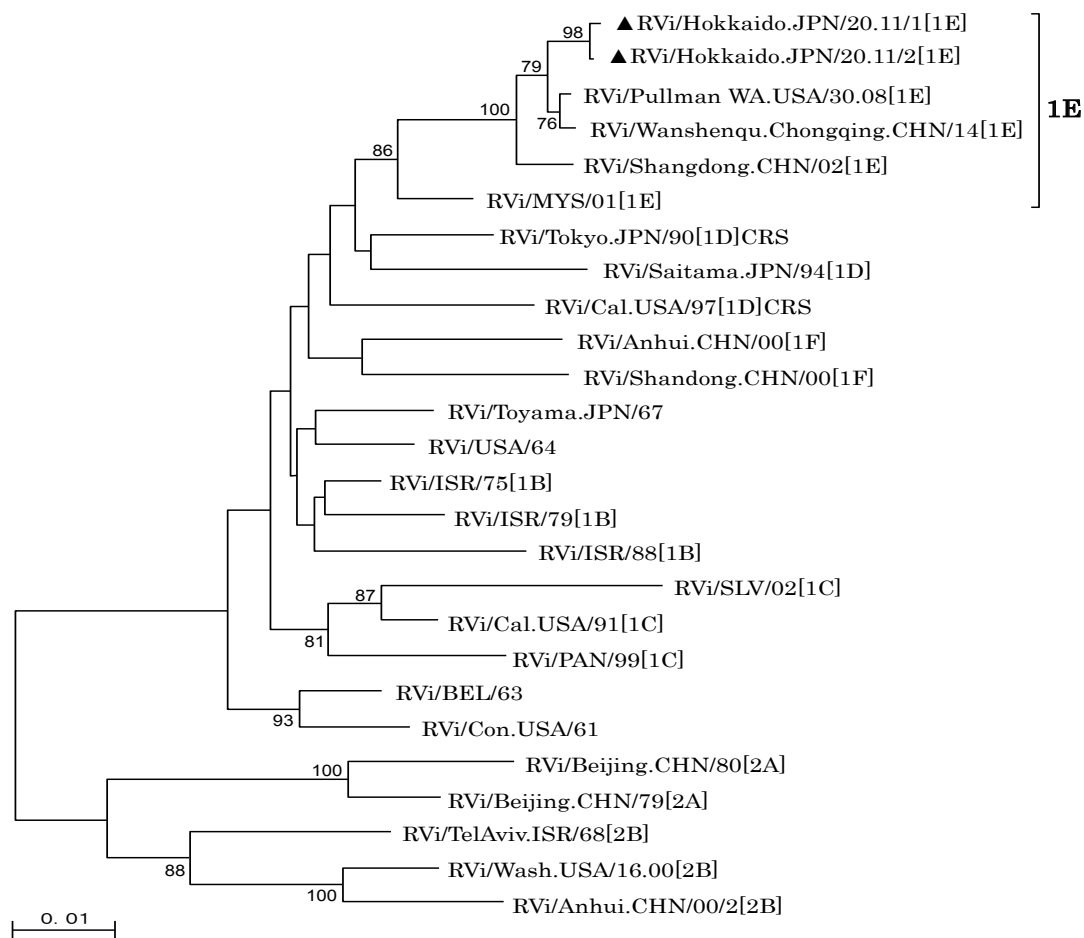 ▲RVi/Hokkaido.JPN/20.11/1[1E]
98
▲RVi/Hokkaido.JPN/20.11/2[1E]
79
RVi/Pullman WA.USA/30.08[1E]
1E
100
76
RVi/Wanshenqu.Chongqing.CHN/14[1E]
86
RVi/Shangdong.CHN/02[1E]
RVi/MYS/01[1E]
RVi/Tokyo.JPN/90[1D]CRS
RVi/Saitama.JPN/94[1D]
RVi/Cal.USA/97[1D]CRS
RVi/Anhui.CHN/00[1F]
RVi/Shandong.CHN/00[1F]
RVi/Toyama.JPN/67
RVi/USA/64
RVi/ISR/75[1B]
RVi/ISR/79[1B]
RVi/ISR/88[1B]
RVi/SLV/02[1C]
87
RVi/Cal.USA/91[1C]
81
RVi/PAN/99[1C]
RVi/BEL/63
93
RVi/Con.USA/61
RVi/Beijing.CHN/80[2A]
100
RVi/Beijing.CHN/79[2A]
RVi/TelAviv.ISR/68[2B]
88
RVi/Wash.USA/16.00[2B]
100
RVi/Anhui.CHN/00/2[2B]
0. 01